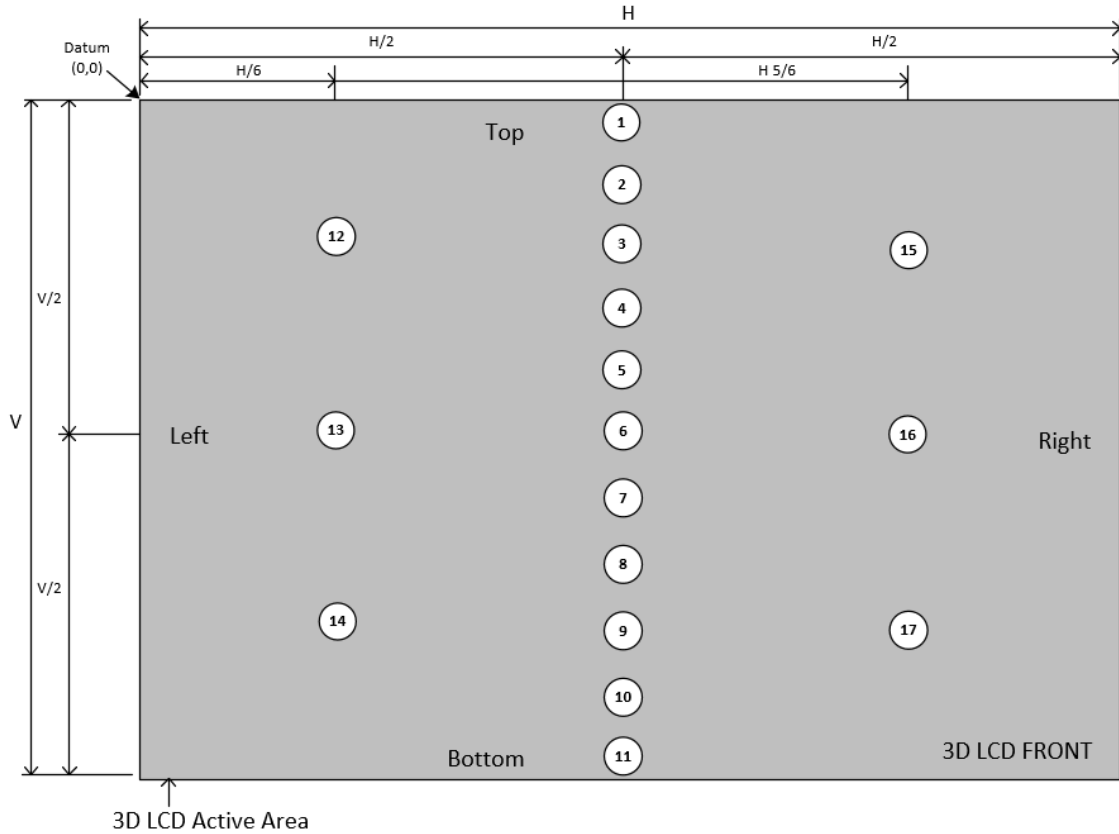 H
Datum
(0,0)
H/2
H/2
H/6
H 5/6
Top
1
2
12
3
15
V/2
4
5
V
Left
13
6
16
Right
7
V/2
8
14
9
17
10
Bottom
11
3D LCD FRONT
3D LCD Active Area